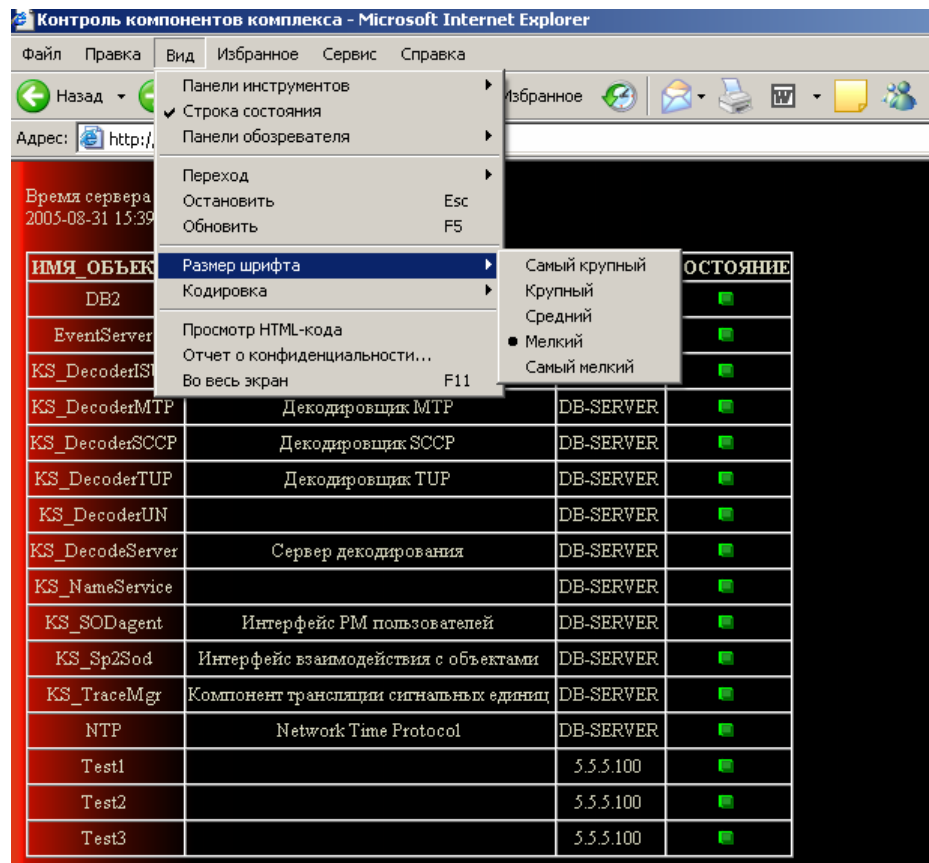 Контроль компонентов комплекса - Microsoft Internet Explorer
Файл Правка Вид Избранное Сервис Справка
Назад Избранное
Адрес: http:/
Панели инструментов
Строка состояния
Панели обозревателя
Переход
Остановить Esc
Обновить F5
Размер шрифта
Кодировка
Просмотр HTML-кода
Отчет о конфиденциальности...
Во весь экран F11
Самый крупный
Крупный
Средний
Мелкий
Самый мелкий
Время сервера
2005-08-31 15:39
ИМЯ_ОБЪЕК ОСТОЯНИЕ
DB2
EventServer
KS_DecoderIS
KS_DecoderMTP Декодировщик MTP DB-SERVER
KS_DecoderSCCP Декодировщик SCCP DB-SERVER
KS_DecoderTUP Декодировщик TUP DB-SERVER
KS_DecoderUN DB-SERVER
KS_DecodeServer Сервер декодирования DB-SERVER
KS_NameService DB-SERVER
KS_SODagent Интерфейс РМ пользователей DB-SERVER
KS_Sp2Sod Интерфейс взаимодействия с объектами DB-SERVER
KS_TraceMgr Компонент трансляции сигнальных единиц DB-SERVER
NTP Network Time Protocol DB-SERVER
Test1 5.5.5.100
Test2 5.5.5.100
Test3 5.5.5.100